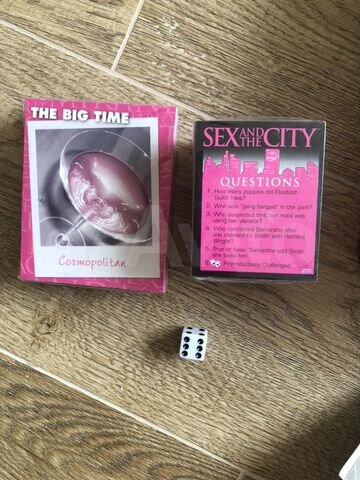 THE BIG TIME
Cosmopolitan
SEX AND THE CITY
QUESTIONS
1. How many puppies did Elizabeth
Taylor have?
2. Who was "gang banged" in the park?
3. Who suspected that her maid was
using her vibrator?
4. Who comforted Samantha after
she cheated on Smith with Richard
Wright?
5. True or false: Samantha told Smith
she loved him.
6. Reproductively Challenged
200